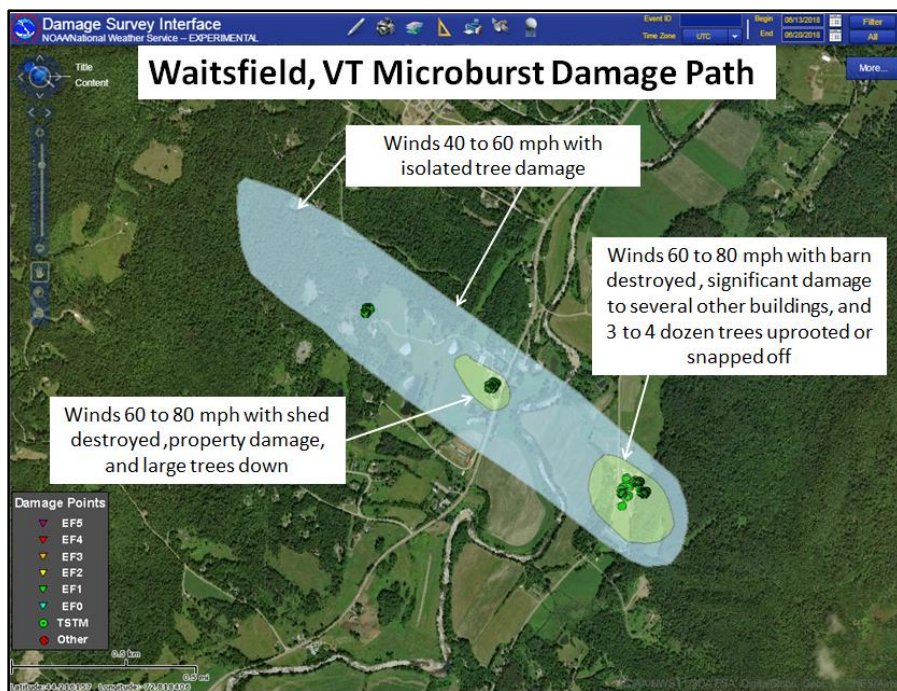 Damage Survey Interface
NOAA/National Weather Service -- EXPERIMENTAL
Event ID
Time Zone
UTC
Begin
06/13/2018
End
06/20/2018
Filter
All
More...
Title
Content
Waitsfield, VT Microburst Damage Path
Winds 40 to 60 mph with
isolated tree damage
Winds 60 to 80 mph with barn
destroyed, significant damage
to several other buildings, and
3 to 4 dozen trees uprooted or
snapped off
Winds 60 to 80 mph with shed
destroyed, property damage,
and large trees down
Damage Points
EF5
EF4
EF3
EF2
EF1
EF0
TSTM
Other
0.5 km
0.5 mi